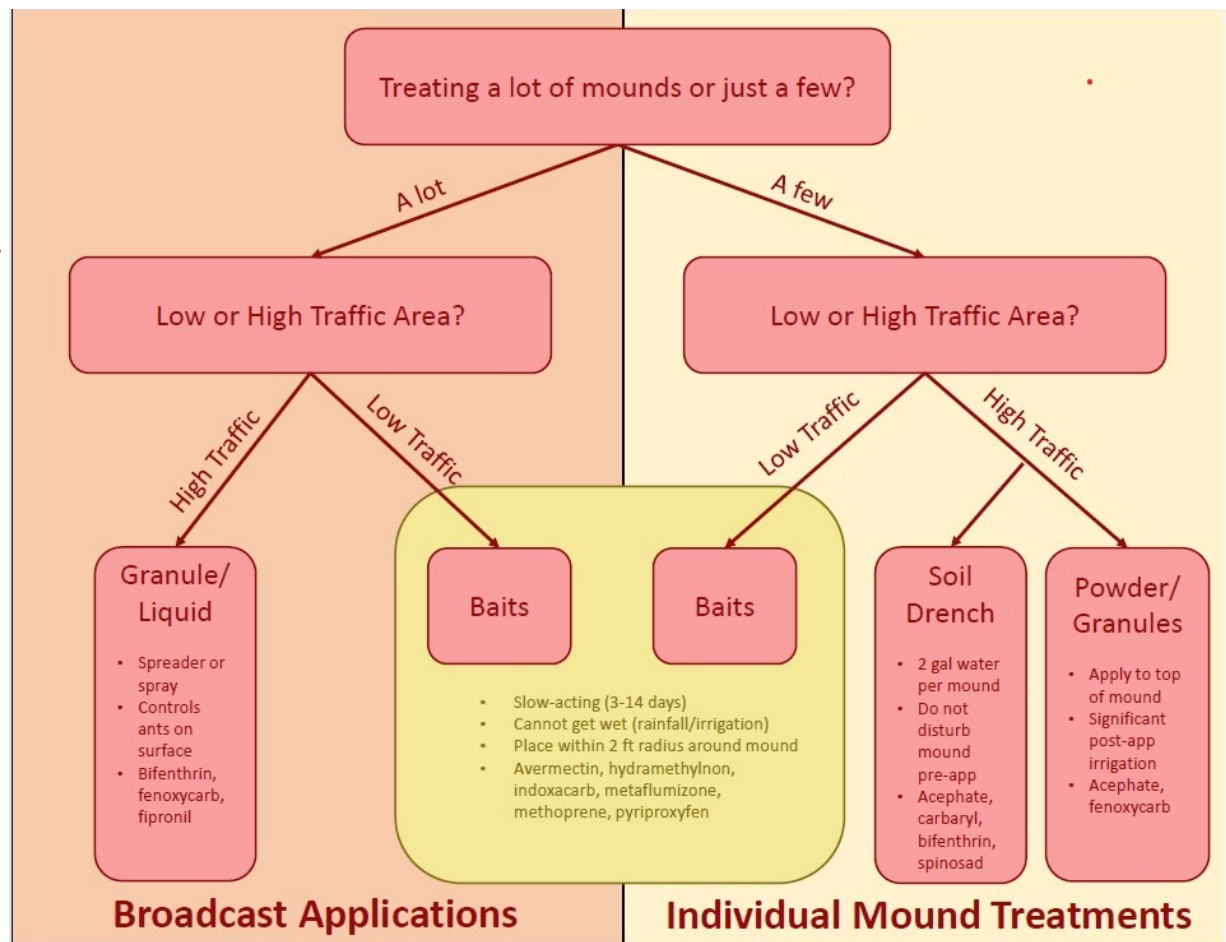 Treating a lot of mounds or just a few?
A lot
A few
Low or High Traffic Area?
Low or High Traffic Area?
High Traffic
Low Traffic
Low Traffic
High Traffic
Granule/
Liquid
• Spreader or
spray
• Controls
ants on
surface
• Bifenthrin,
fenoxycarb,
fipronil
Baits
Baits
• Slow-acting (3-14 days)
• Cannot get wet (rainfall/irrigation)
• Place within 2 ft radius around mound
• Avermectin, hydramethylnon,
indoxacarb, metaflumizone,
methoprene, pyriproxyfen
Soil
Drench
• 2 gal water
per mound
• Do not
disturb
mound
pre-app
• Acephate,
carbaryl,
bifenthrin,
spinosad
Powder/
Granules
• Apply to top
of mound
• Significant
post-app
irrigation
• Acephate,
fenoxycarb
Broadcast Applications
Individual Mound Treatments